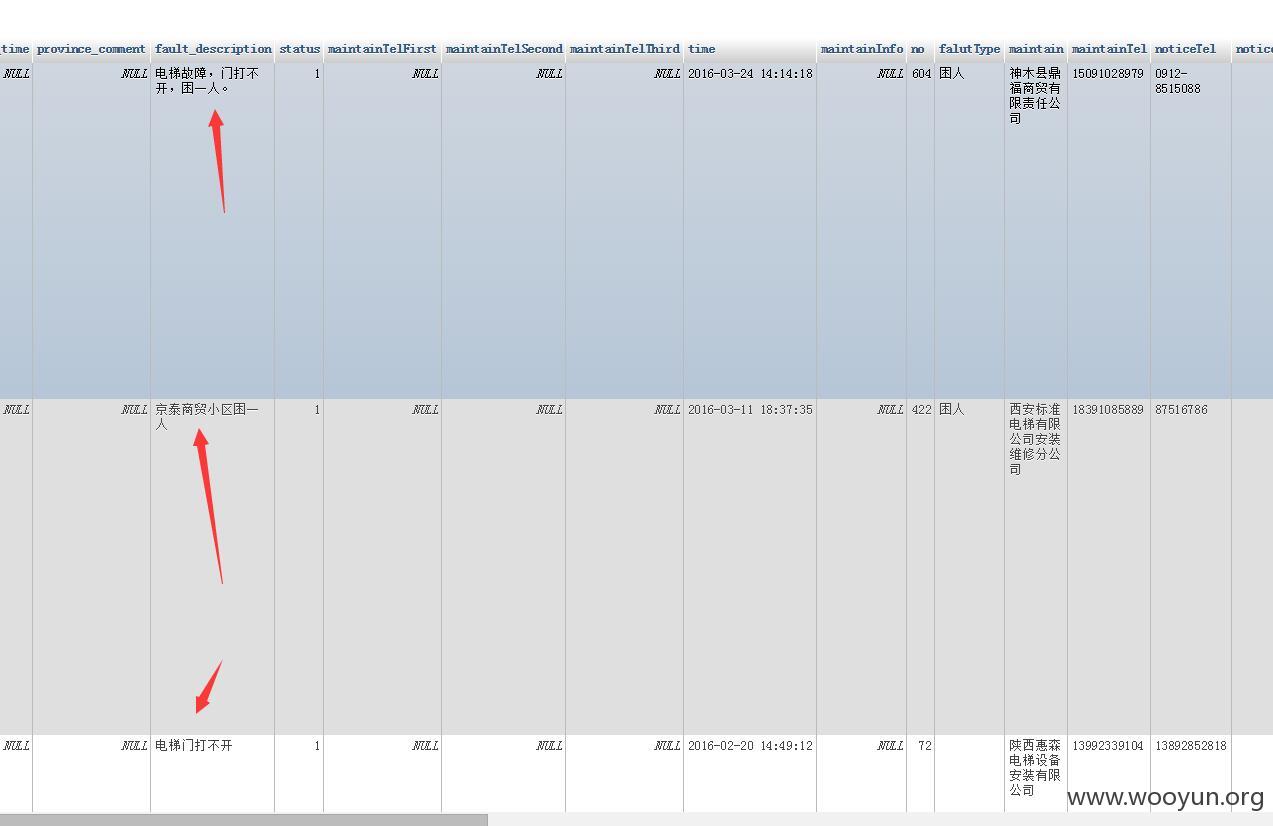 _time province_comment fault_description status maintainTelFirst maintainTelSecond maintainTelThird time maintainInfo no falutType maintain maintainTel noticeTel notice
NULL NULL 电梯故障，门打不 1 NULL NULL NULL 2016-03-24 14:14:18 NULL 604 困人 神木县鼎 15091028979 0912-
开，困一人。 福商贸有 8515088
限责任公
司
NULL NULL 京泰商贸小区困一 1 NULL NULL NULL 2016-03-11 18:37:35 NULL 422 困人 西安标准 18391085889 87516786
人 电梯有限
公司安装
维修分公
司
NULL NULL 电梯门打不开 1 NULL NULL NULL 2016-02-20 14:49:12 NULL 72 陕西惠森 13992339104 13892852818
电梯设备
安装有限
公司
www.wooyun.org